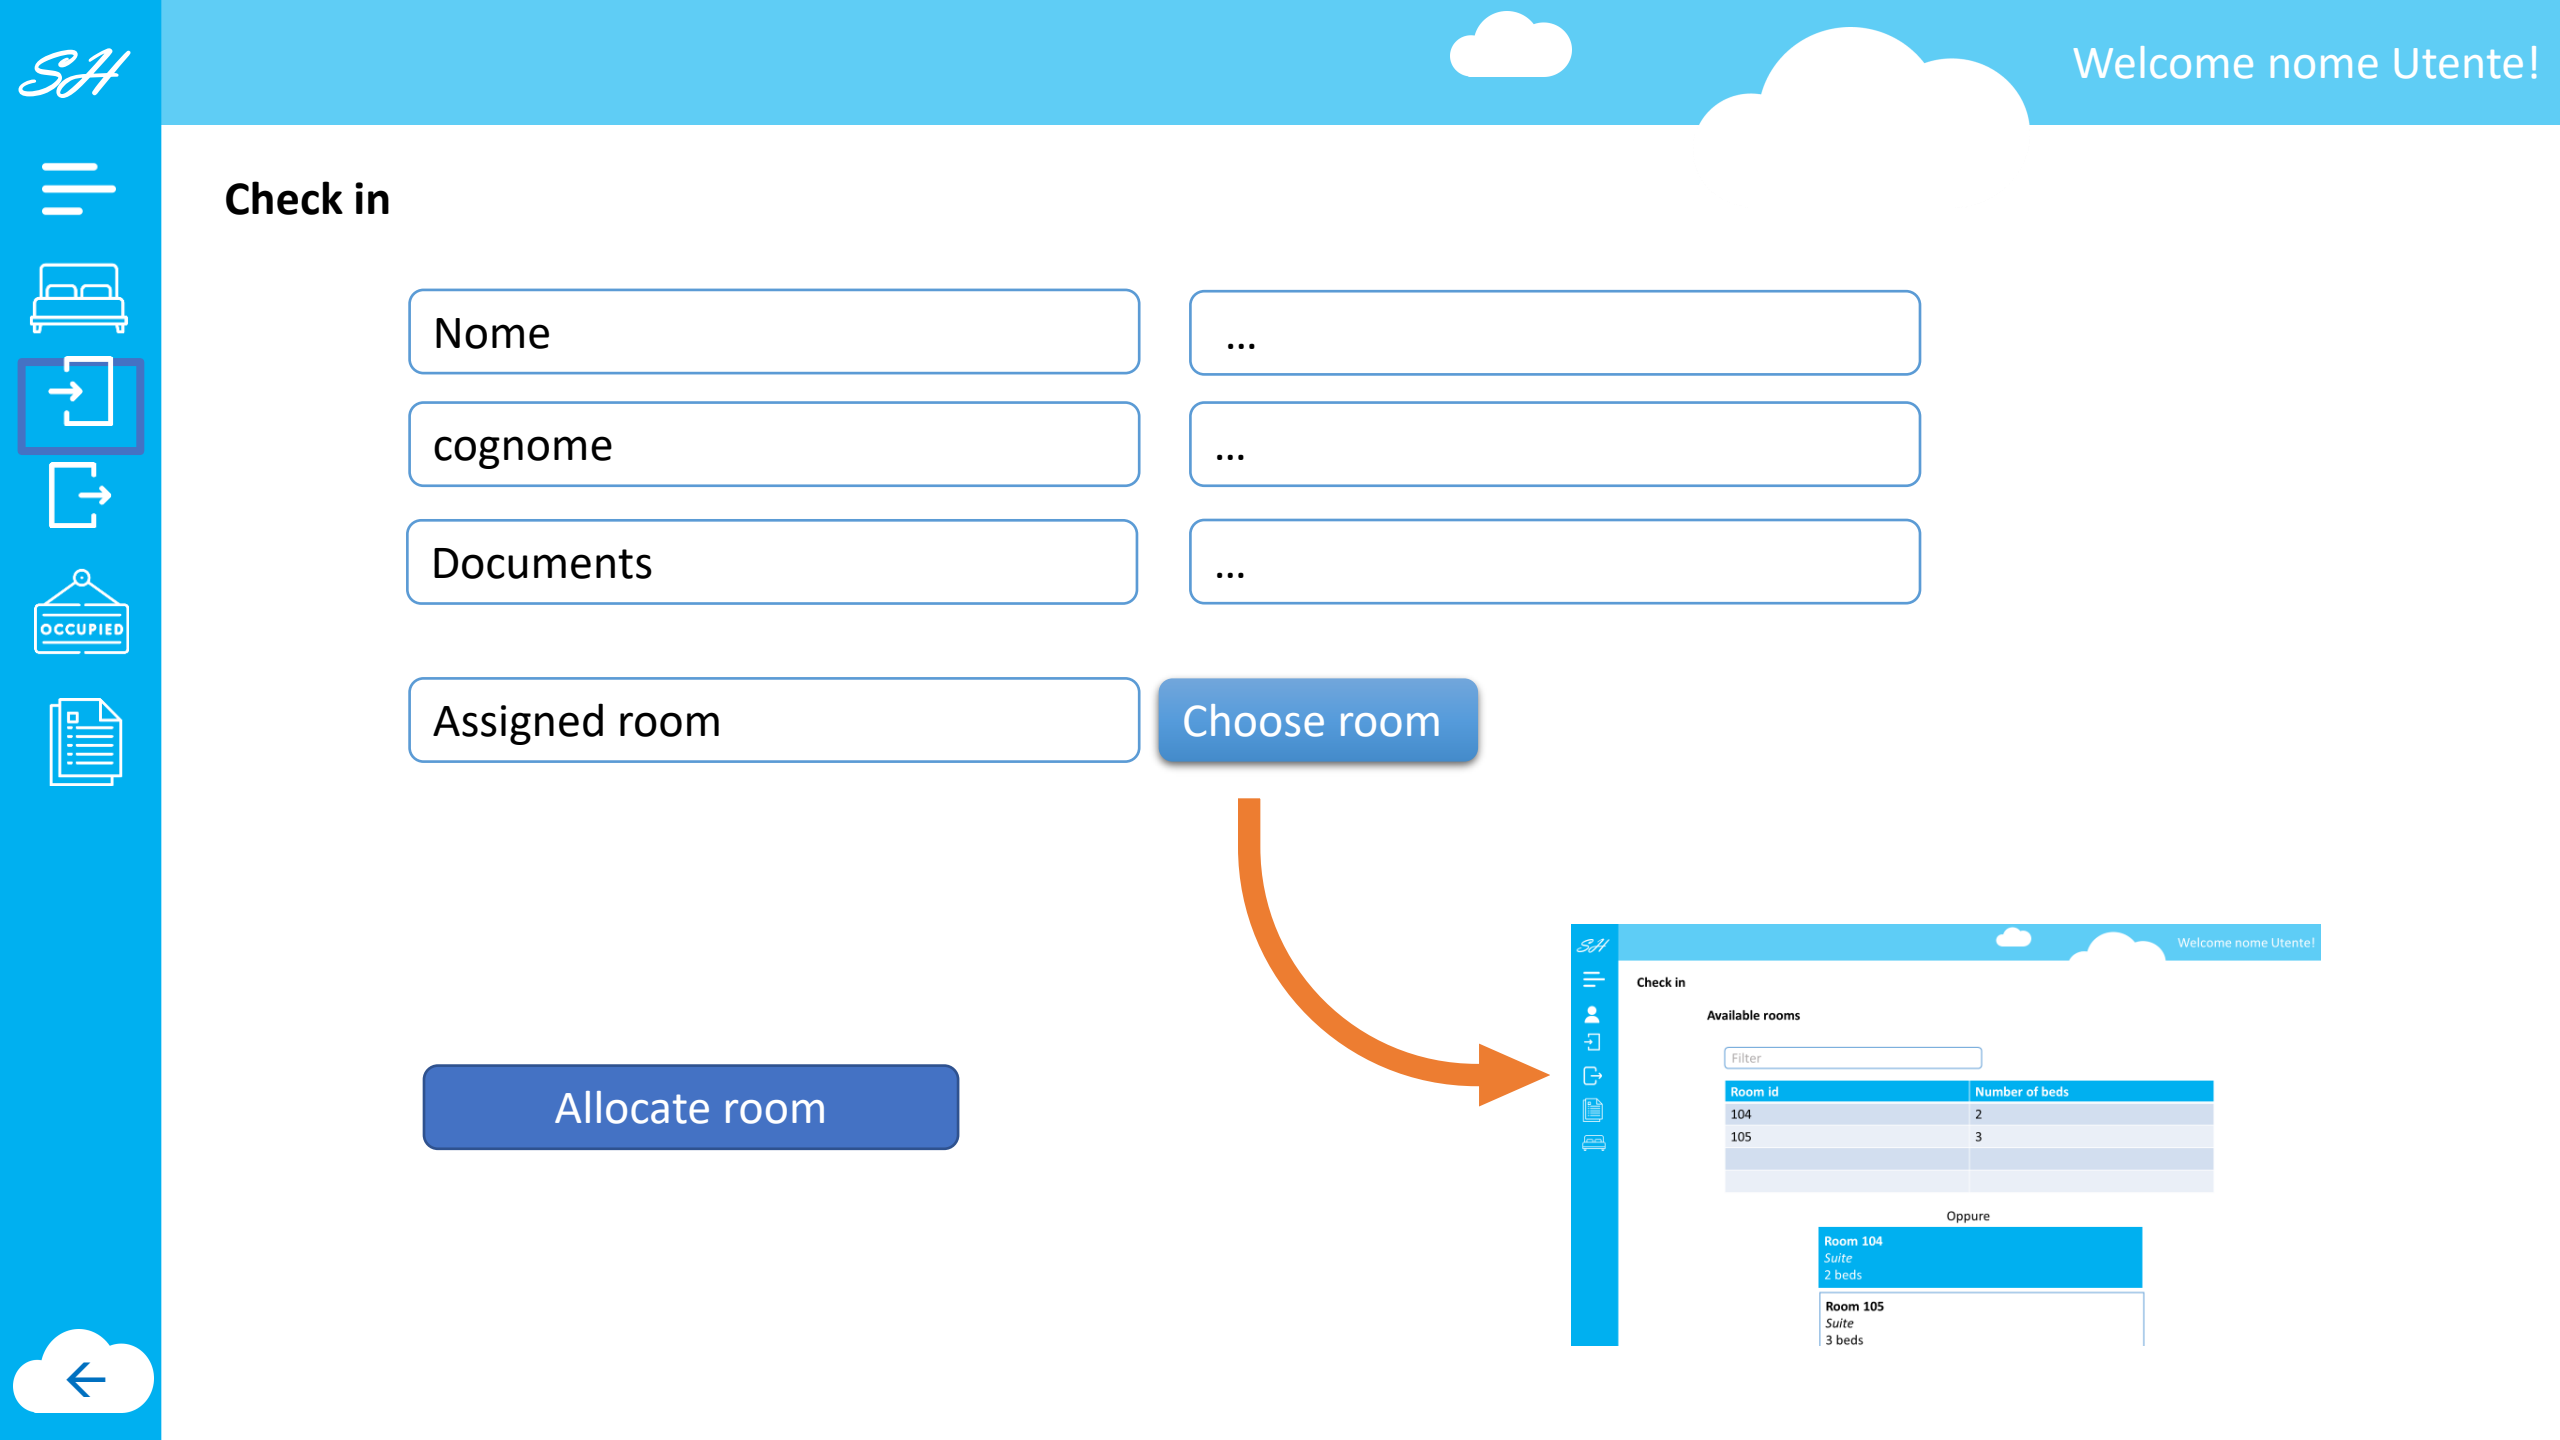 SH
Welcome nome Utente!
Check in
Nome
...
cognome
...
Documents
...
OCCUPIED
Assigned room
Choose room
Allocate room
SH
Welcome nome Utente!
Check in
Available rooms
Filter
Room id Number of beds
104 2
105 3
Oppure
Room 104
Suite
2 beds
Room 105
Suite
3 beds